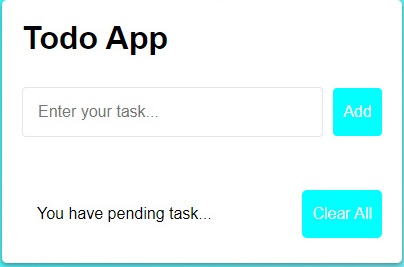 Todo App
Enter your task...
Add
You have pending task...
Clear All